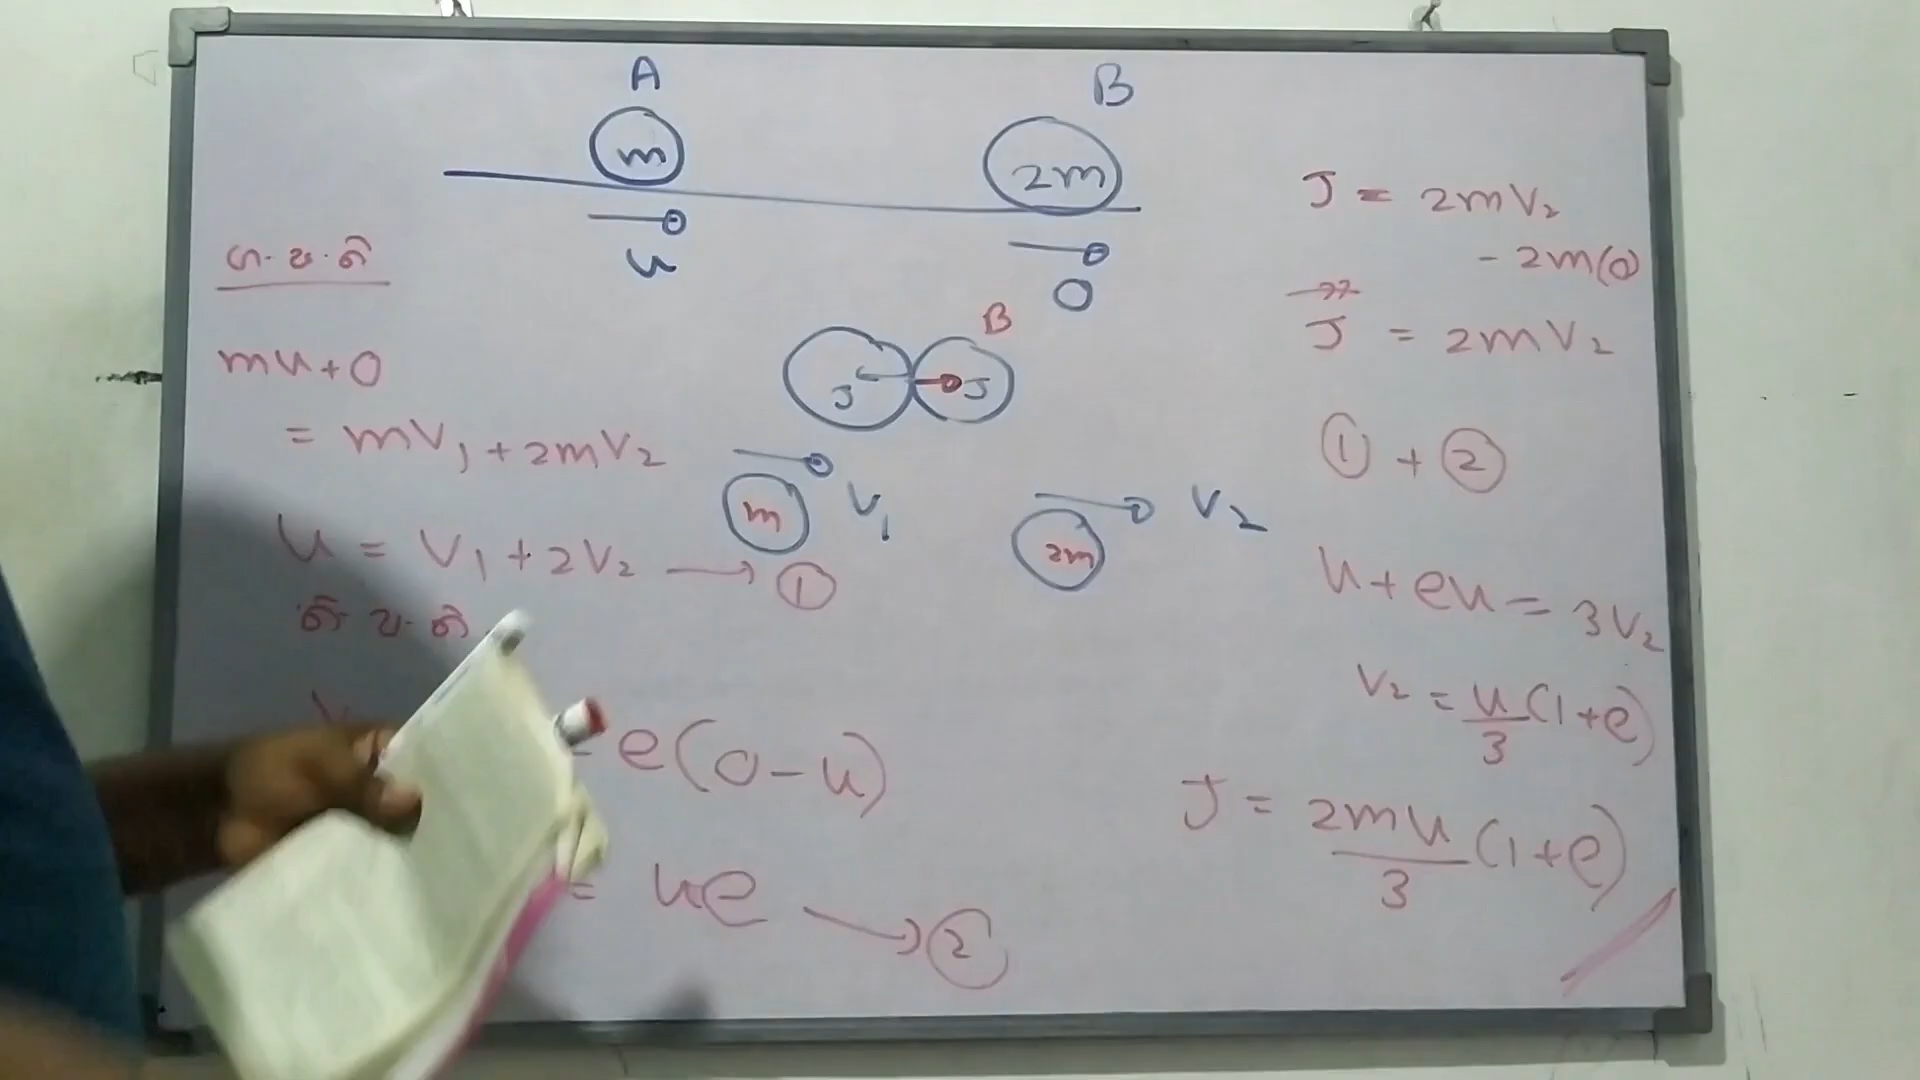 A
B
m
2m
u
0
B
J
J
m
V₁
2m
V₂
mu+0
= mV₁+2mV₂
u = V₁+2V₂ → ①
e(0-u)
= ue → ②
J = 2mV₂
- 2m(0)
J = 2mV₂
① + ②
u+eu = 3V₂
V₂ = u/3 (1+e)
J = 2mu/3 (1+e)